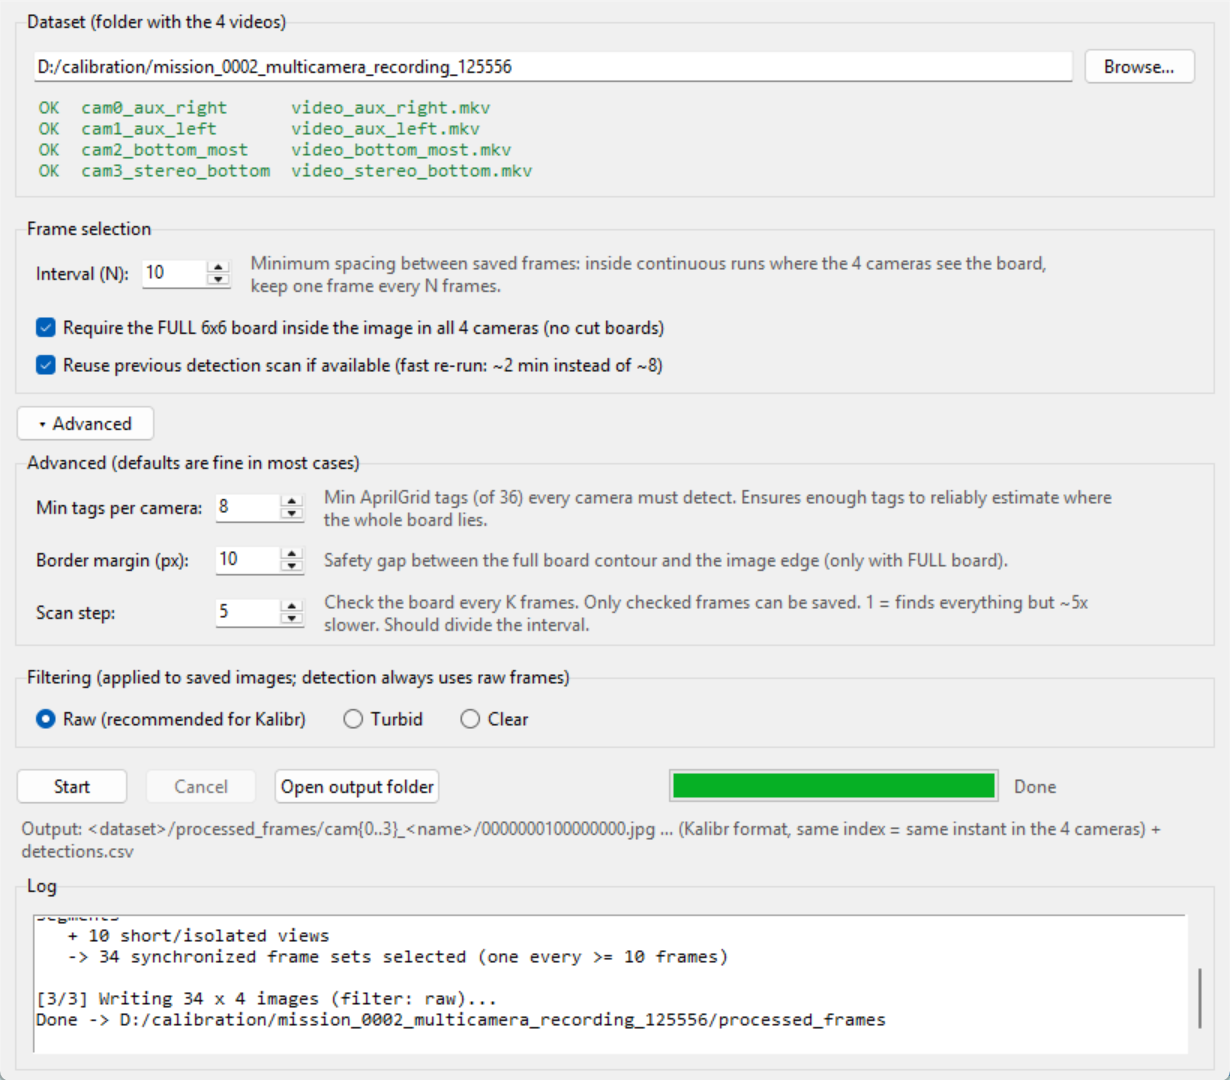 Dataset (folder with the 4 videos)
D:/calibration/mission_0002_multicamera_recording_125556
Browse...
OK cam0_aux_right video_aux_right.mkv
OK cam1_aux_left video_aux_left.mkv
OK cam2_bottom_most video_bottom_most.mkv
OK cam3_stereo_bottom video_stereo_bottom.mkv
Frame selection
Interval (N): 10
Minimum spacing between saved frames: inside continuous runs where the 4 cameras see the board,
keep one frame every N frames.
Require the FULL 6x6 board inside the image in all 4 cameras (no cut boards)
Reuse previous detection scan if available (fast re-run: ~2 min instead of ~8)
Advanced
Advanced (defaults are fine in most cases)
Min tags per camera: 8
Min AprilGrid tags (of 36) every camera must detect. Ensures enough tags to reliably estimate where
the whole board lies.
Border margin (px): 10
Safety gap between the full board contour and the image edge (only with FULL board).
Scan step: 5
Check the board every K frames. Only checked frames can be saved. 1 = finds everything but ~5x
slower. Should divide the interval.
Filtering (applied to saved images; detection always uses raw frames)
Raw (recommended for Kalibr) Turbid Clear
Start Cancel Open output folder Done
Output: <dataset>/processed_frames/cam{0..3}_<name>/0000000100000000.jpg ... (Kalibr format, same index = same instant in the 4 cameras) +
detections.csv
Log
segments
+ 10 short/isolated views
-> 34 synchronized frame sets selected (one every >= 10 frames)
[3/3] Writing 34 x 4 images (filter: raw)...
Done -> D:/calibration/mission_0002_multicamera_recording_125556/processed_frames